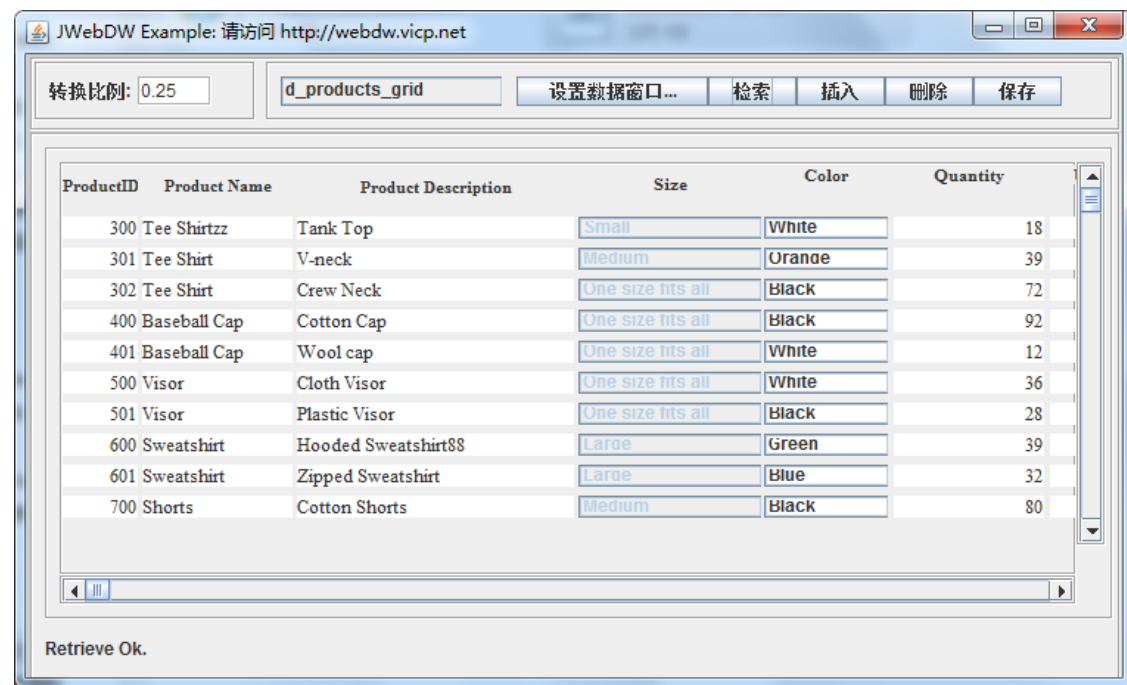 JWebDW Example: 请访问 http://webdw.vicp.net
转换比例: 0.25 d_products_grid 设置数据窗口... 检索 插入 删除 保存
ProductID Product Name Product Description Size Color Quantity
300 Tee Shirtzz Tank Top Small White 18
301 Tee Shirt V-neck Medium Orange 39
302 Tee Shirt Crew Neck One size fits all Black 72
400 Baseball Cap Cotton Cap One size fits all Black 92
401 Baseball Cap Wool cap One size fits all White 12
500 Visor Cloth Visor One size fits all White 36
501 Visor Plastic Visor One size fits all Black 28
600 Sweatshirt Hooded Sweatshirt88 Large Green 39
601 Sweatshirt Zipped Sweatshirt Large Blue 32
700 Shorts Cotton Shorts Medium Black 80
Retrieve Ok.